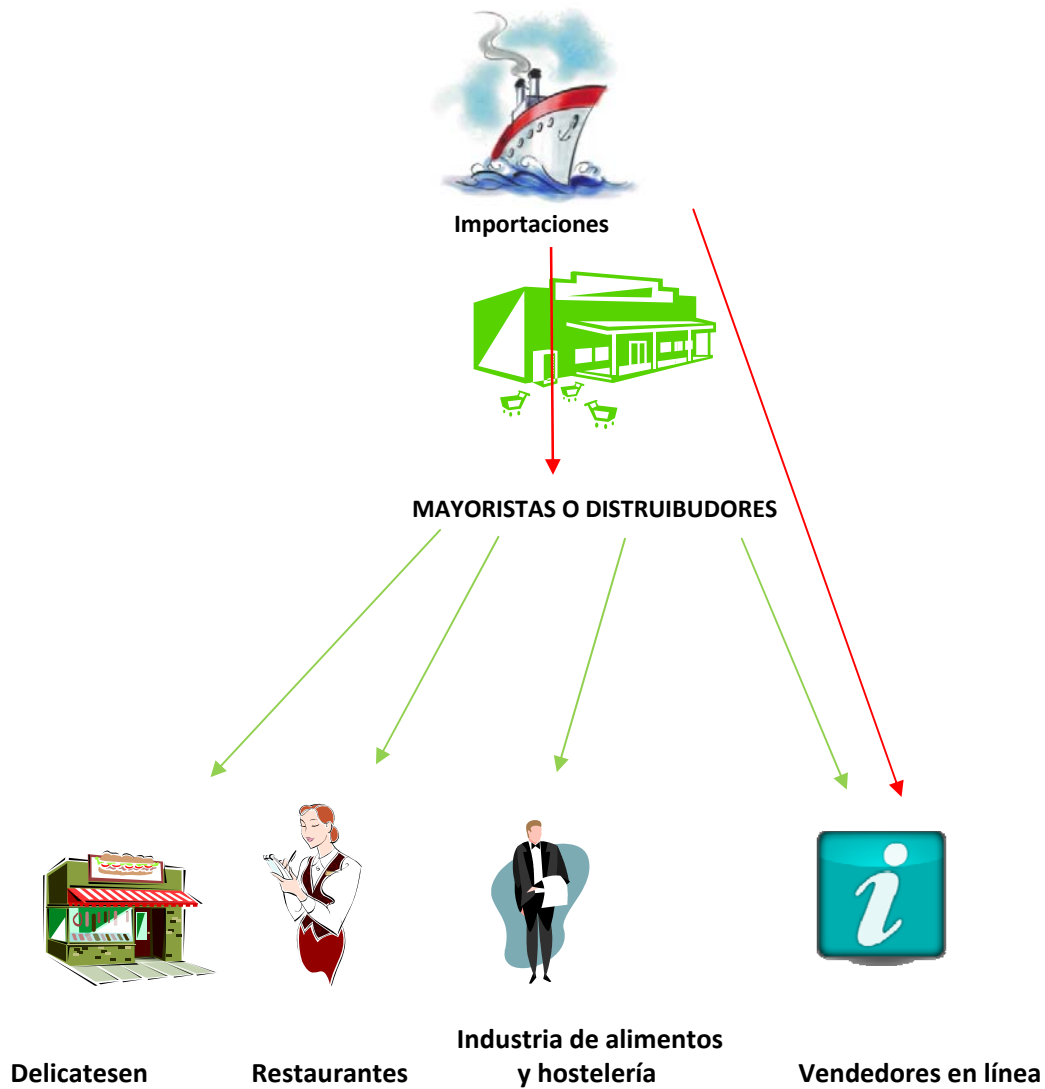 Importaciones
MAYORISTAS O DISTRUIBUDORES
Delicatesen
Restaurantes
Industria de alimentos
y hostelería
Vendedores en línea